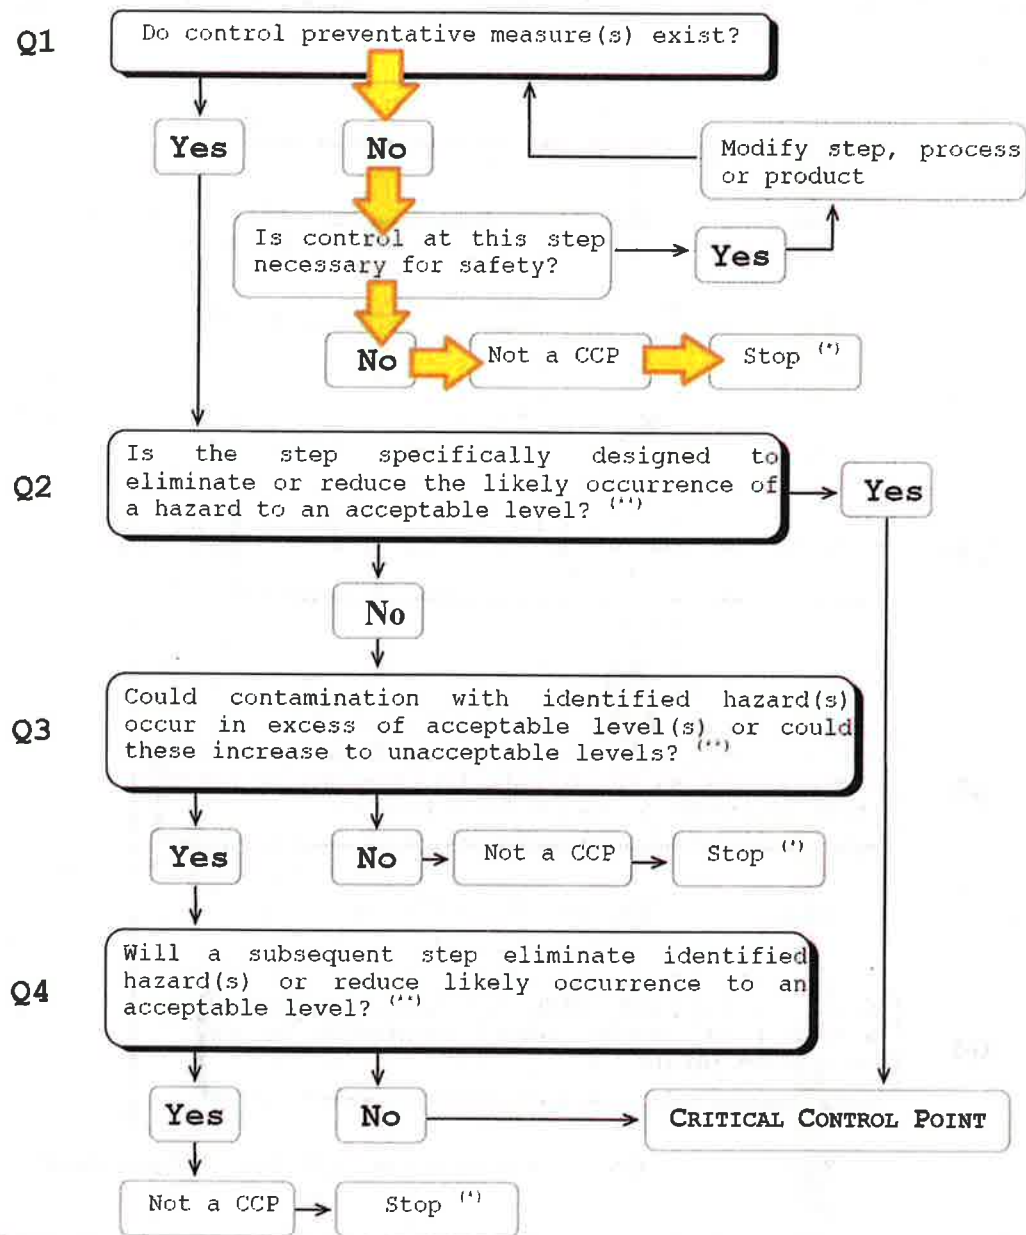 Q1
Do control preventative measure(s) exist?
Yes
No
Modify step, process
or product
Is control at this step
necessary for safety?
Yes
No
Not a CCP
Stop (*)
Q2
Is the step specifically designed to
eliminate or reduce the likely occurrence of
a hazard to an acceptable level? (**)
Yes
No
Q3
Could contamination with identified hazard(s)
occur in excess of acceptable level(s) or could
these increase to unacceptable levels? (**)
Yes
No
Not a CCP
Stop (*)
Q4
Will a subsequent step eliminate identified
hazard(s) or reduce likely occurrence to an
acceptable level? (**)
Yes
No
CRITICAL CONTROL POINT
Not a CCP
Stop (*)